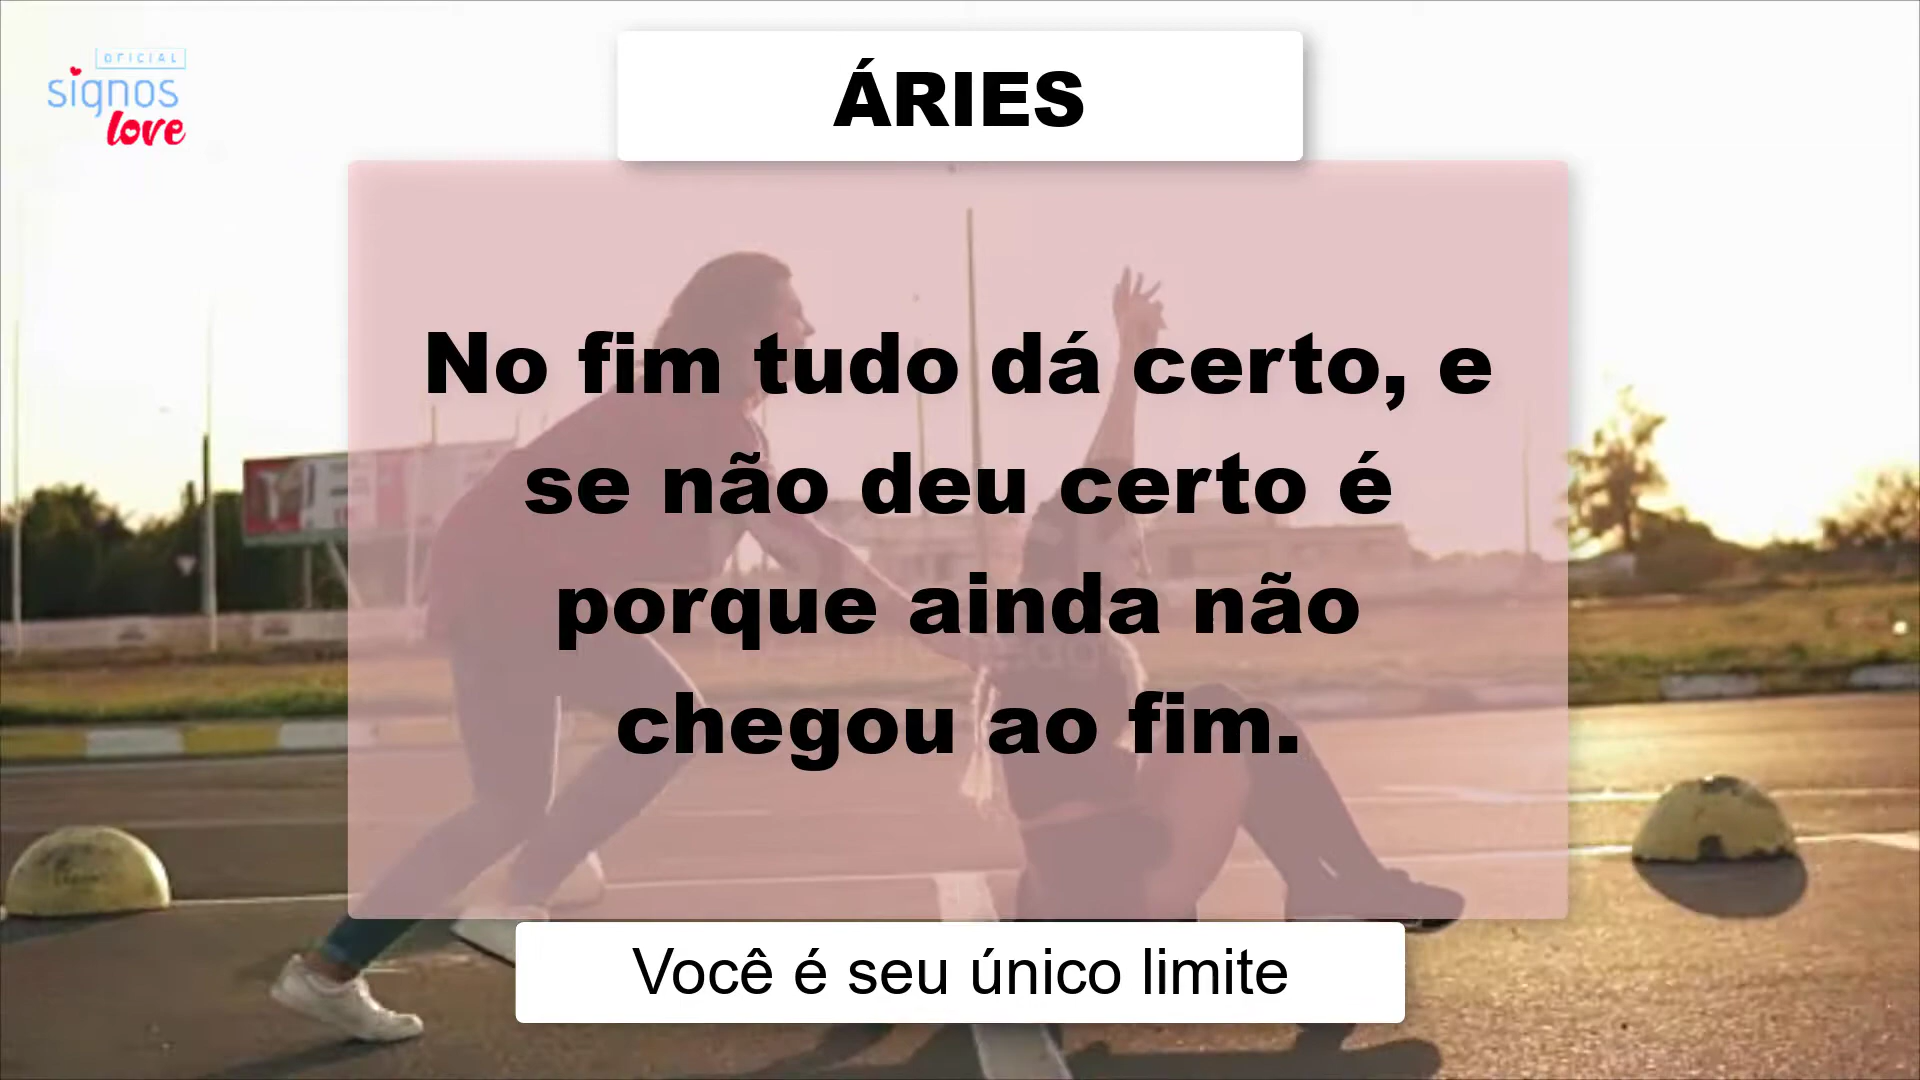 OFICIAL
signos
love
ÁRIES
No fim tudo dá certo, e
se não deu certo é
porque ainda não
chegou ao fim.
Você é seu único limite